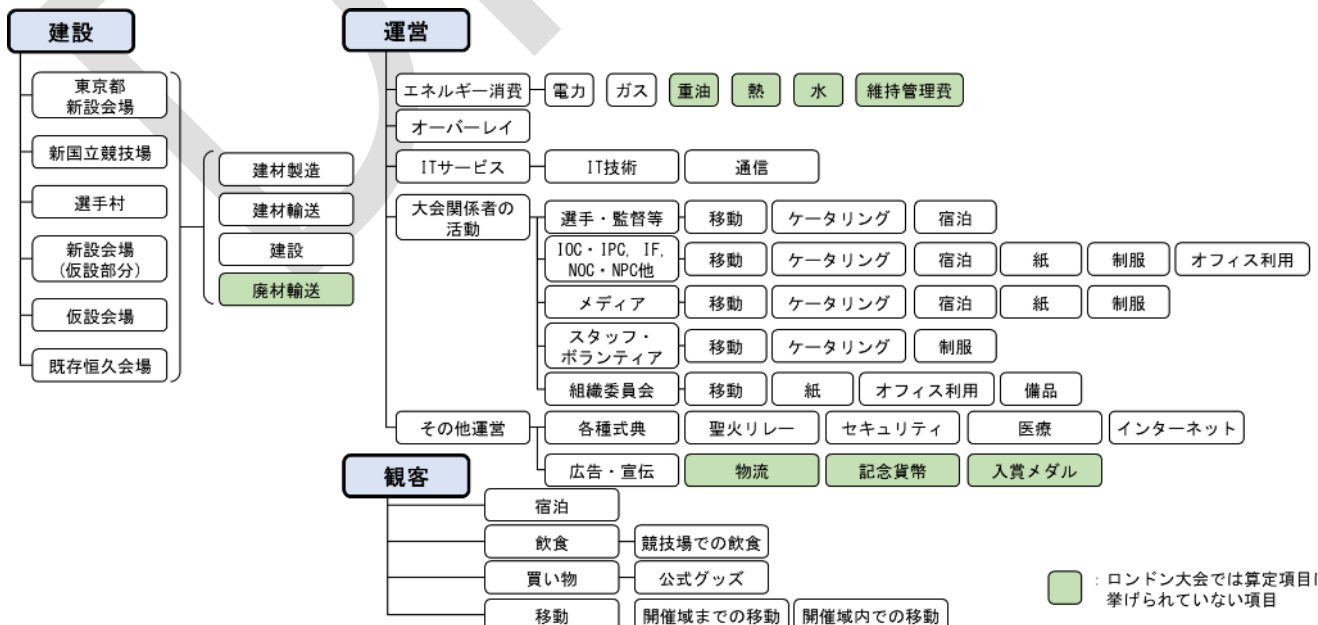 建設
東京都
新設会場
新国立競技場
選手村
新設会場
(仮設部分)
仮設会場
既存恒久会場
建材製造
建材輸送
建設
廃材輸送
運営
エネルギー消費
電力
ガス
重油
熱
水
維持管理費
オーバーレイ
ITサービス
IT技術
通信
大会関係者の
活動
選手・監督等
移動
ケータリング
宿泊
IOC・IPC, IF,
NOC・NPC他
移動
ケータリング
宿泊
紙
制服
オフィス利用
メディア
移動
ケータリング
宿泊
紙
制服
スタッフ・
ボランティア
移動
ケータリング
制服
組織委員会
移動
紙
オフィス利用
備品
その他運営
各種式典
聖火リレー
セキュリティ
医療
インターネット
広告・宣伝
物流
記念貨幣
入賞メダル
観客
宿泊
飲食
競技場での飲食
買い物
公式グッズ
移動
開催域までの移動
開催域内での移動
:ロンドン大会では算定項目
挙げられていない項目